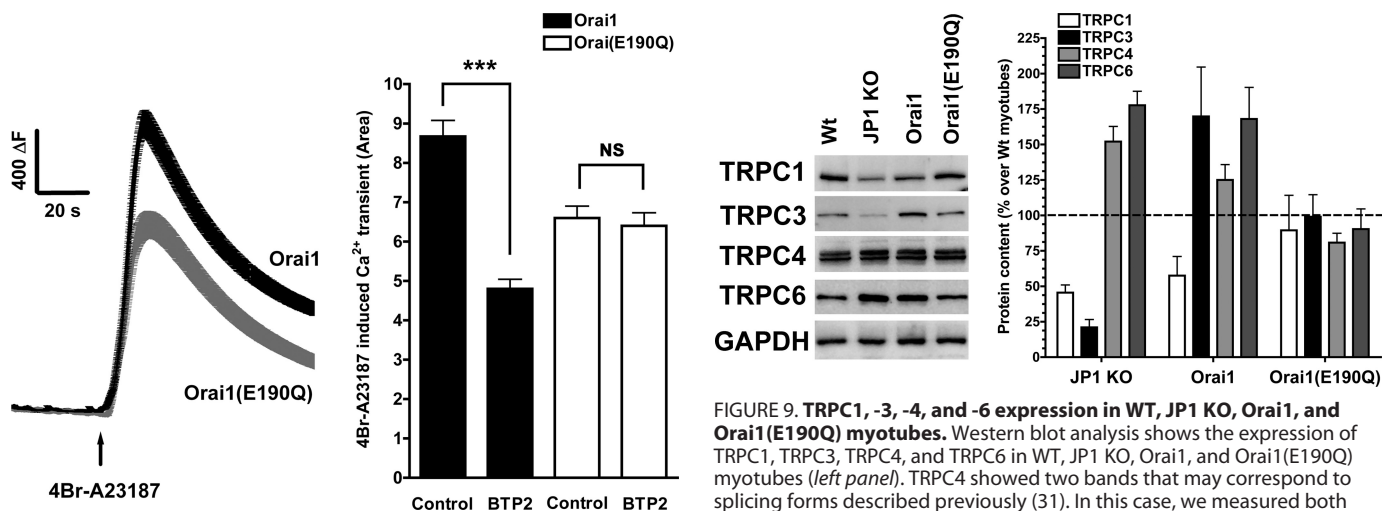 400 ΔF
20 s
Orai1
Orai1(E190Q)
4Br-A23187
Orai1
Orai(E190Q)
4Br-A23187 induced Ca2+ transient (Area)
10
9
8
7
6
5
4
3
2
1
0
***
NS
Control
BTP2
Control
BTP2
Wt
JP1 KO
Orai1
Orai1(E190Q)
TRPC1
TRPC3
TRPC4
TRPC6
GAPDH
TRPC1
TRPC3
TRPC4
TRPC6
Protein content (% over Wt myotubes)
225
200
175
150
125
100
75
50
25
0
JP1 KO
Orai1
Orai1(E190Q)
FIGURE 9. TRPC1, -3, -4, and -6 expression in WT, JP1 KO, Orai1, and
Orai1(E190Q) myotubes. Western blot analysis shows the expression of
TRPC1, TRPC3, TRPC4, and TRPC6 in WT, JP1 KO, Orai1, and Orai1(E190Q)
myotubes (left panel). TRPC4 showed two bands that may correspond to
splicing forms described previously (31). In this case, we measured both